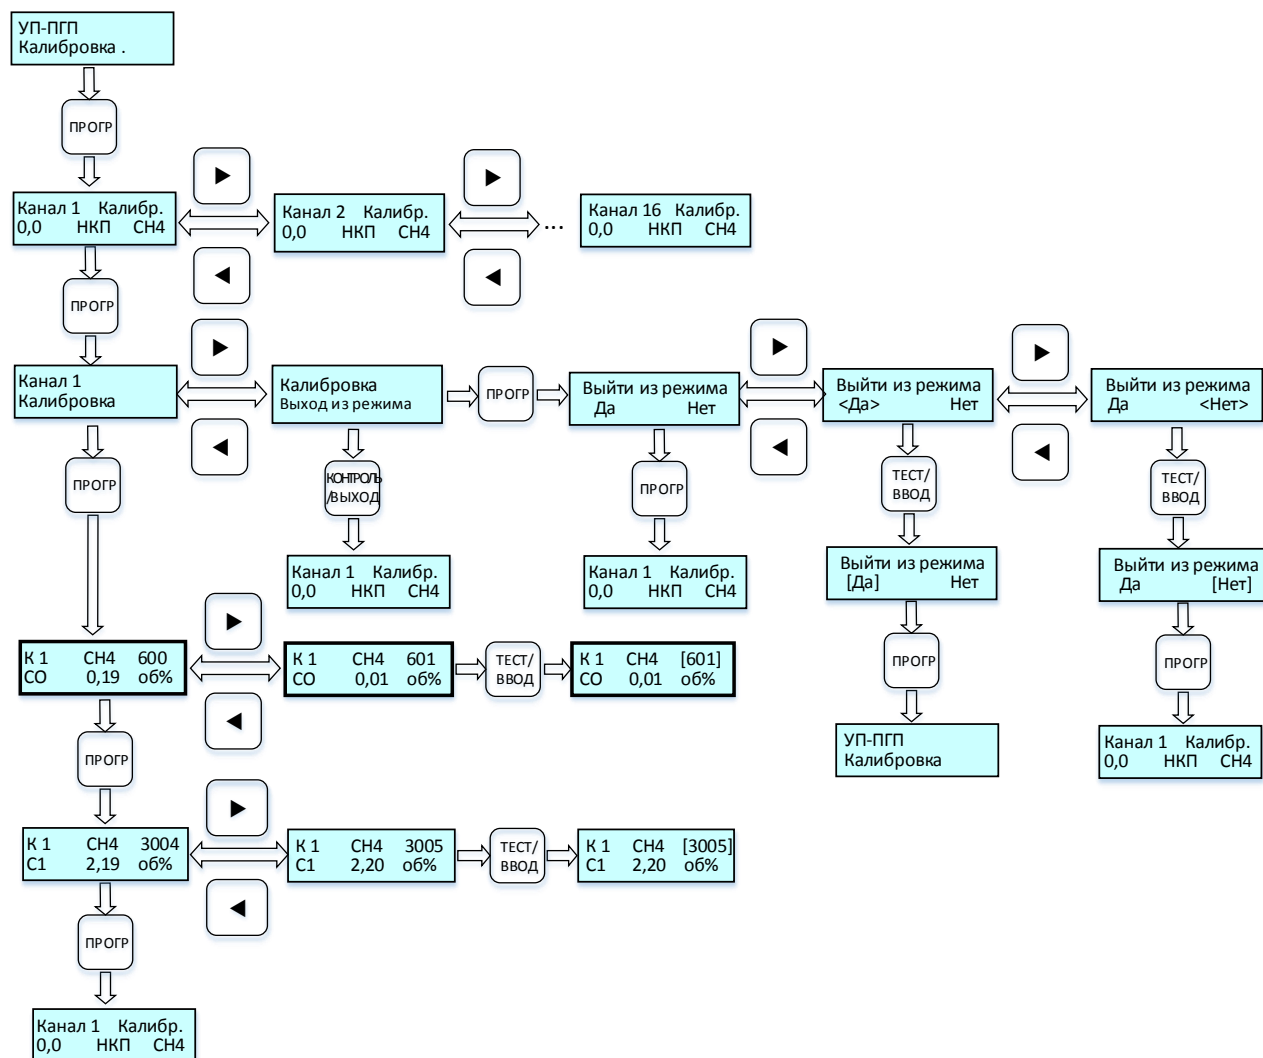 УП-ПГП
Калибровка .
ПРОГР
Канал 1 Калибр.
0,0 НКП СН4
Канал 2 Калибр.
0,0 НКП СН4
...
Канал 16 Калибр.
0,0 НКП СН4
ПРОГР
Канал 1
Калибровка
Калибровка
Выход из режима
ПРОГР
Выйти из режима
Да Нет
Выйти из режима
<Да> Нет
Выйти из режима
Да <Нет>
ПРОГР
КОНТРОЛЬ
/ВЫХОД
ПРОГР
ТЕСТ/
ВВОД
ТЕСТ/
ВВОД
Канал 1 Калибр.
0,0 НКП СН4
Канал 1 Калибр.
0,0 НКП СН4
Выйти из режима
[Да] Нет
Выйти из режима
Да [Нет]
К 1 СН4 600
СО 0,19 об%
К 1 СН4 601
СО 0,01 об%
ТЕСТ/
ВВОД
К 1 СН4 [601]
СО 0,01 об%
ПРОГР
ПРОГР
ПРОГР
УП-ПГП
Калибровка
Канал 1 Калибр.
0,0 НКП СН4
К 1 СН4 3004
С1 2,19 об%
К 1 СН4 3005
С1 2,20 об%
ТЕСТ/
ВВОД
К 1 СН4 [3005]
С1 2,20 об%
ПРОГР
Канал 1 Калибр.
0,0 НКП СН4